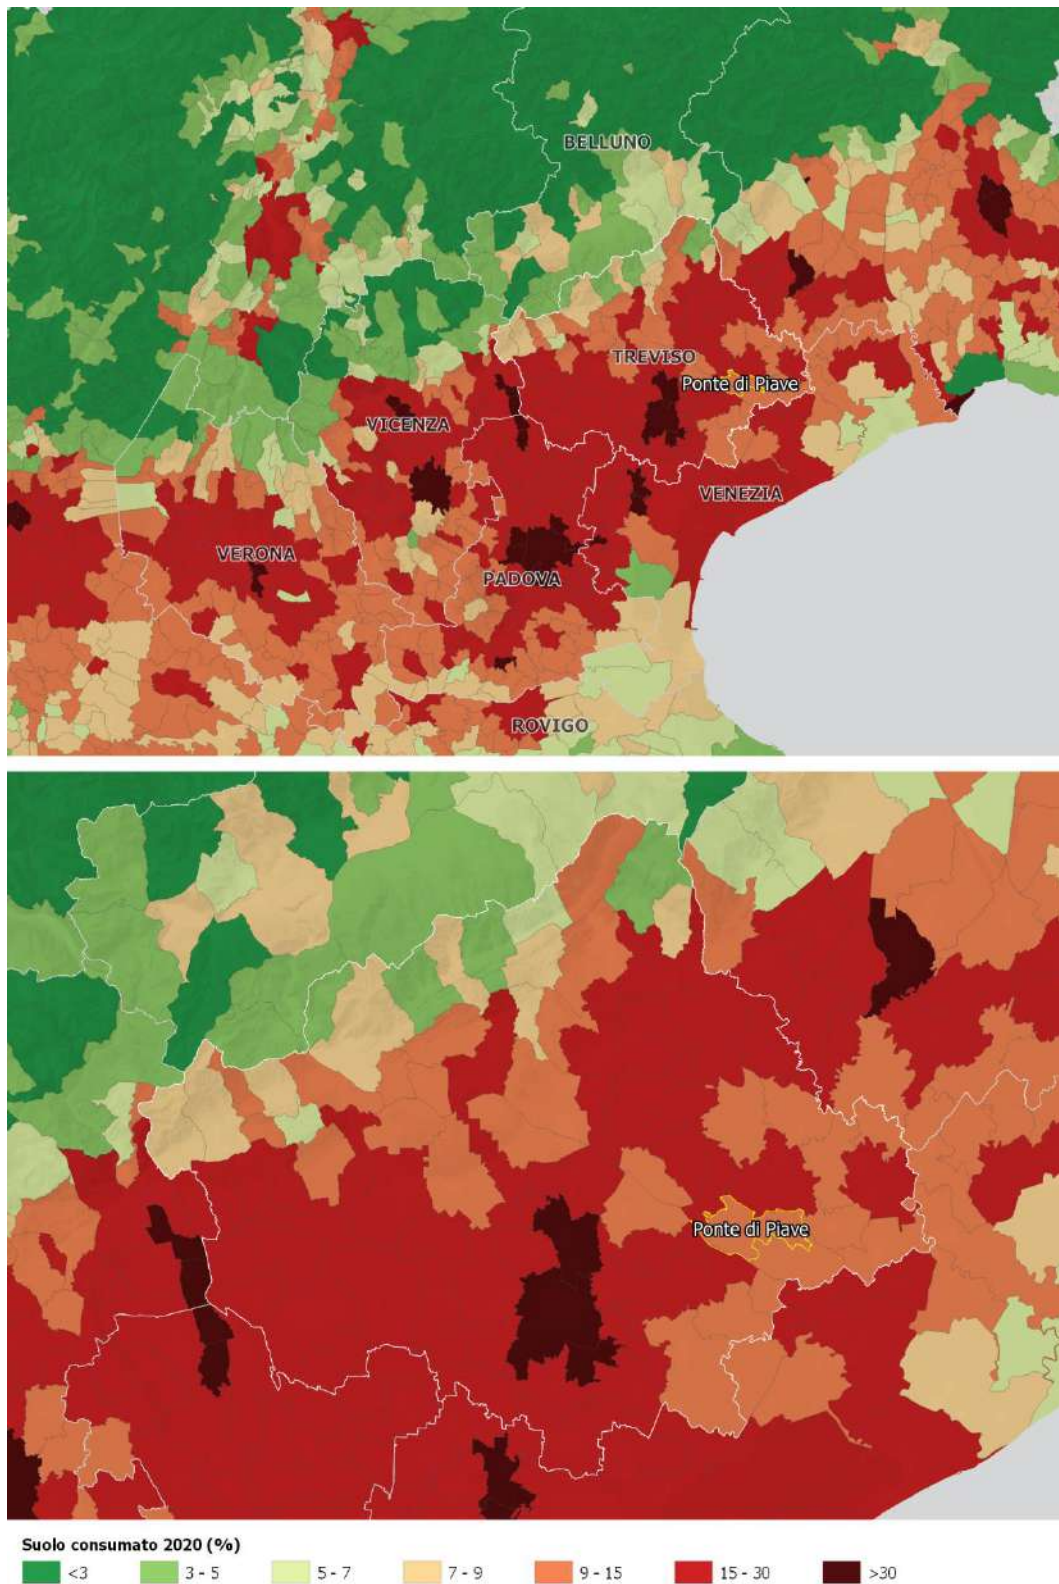 BELLUNO
TREVISO
Ponte di Piave
VICENZA
VENEZIA
VERONA
PADOVA
ROVIGO
Ponte di Piave
Suolo consumato 2020 (%)
<3 3 - 5 5 - 7 7 - 9 9 - 15 15 - 30 >30